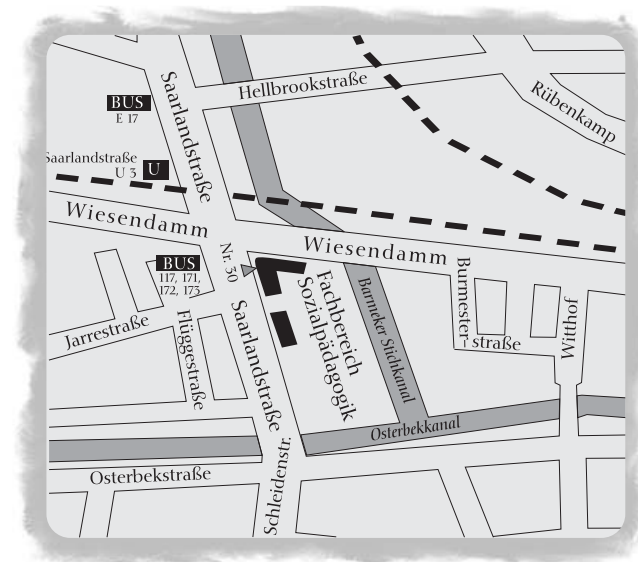 Hellbrookstraße
Rübenkamp
BUS
E 17
Saarlandstraße
Saarlandstraße
U 3
U
Wiesendamm
Wiesendamm
BUS
117, 171,
172, 173
Nr. 30
Fachbereich
Sozialpädagogik
Barmeker Stichkanal
Burmester-
straße
Witthof
Jarrestraße
Flüggestraße
Saarlandstraße
Osterbekkanal
Osterbekstraße
Schleidenstr.